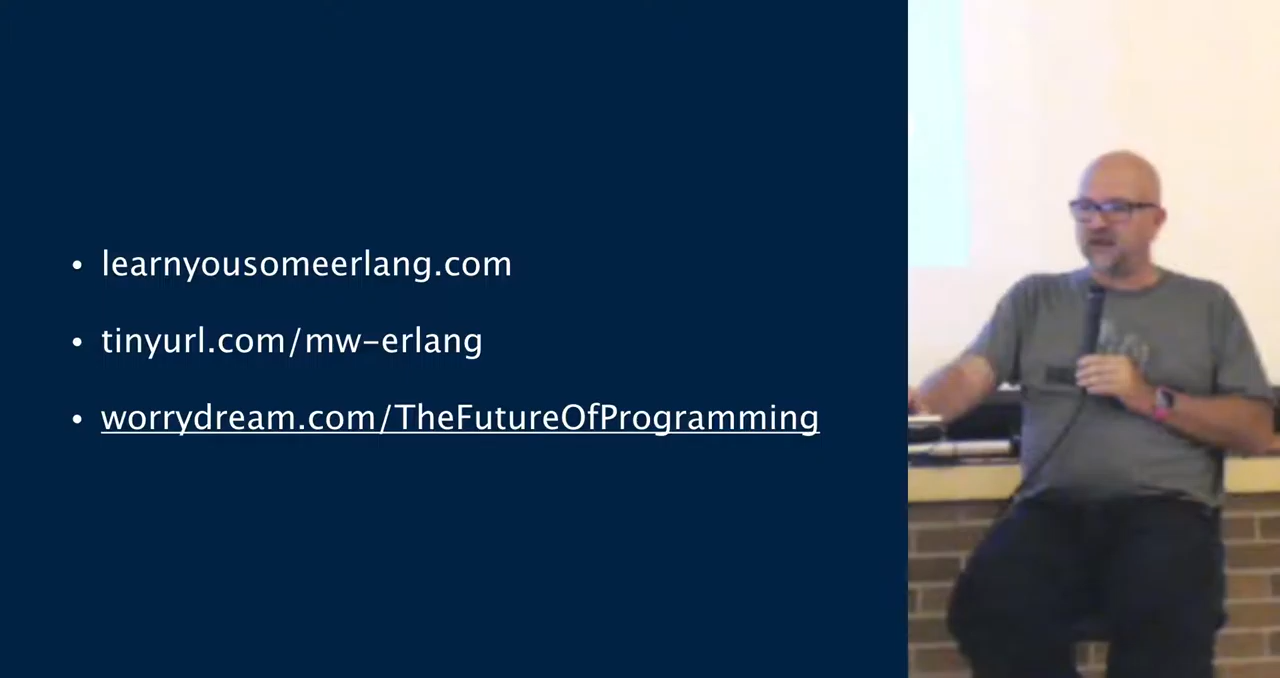 • learnyousomeerlang.com
• tinyurl.com/mw-erlang
• worrydream.com/TheFutureOfProgramming